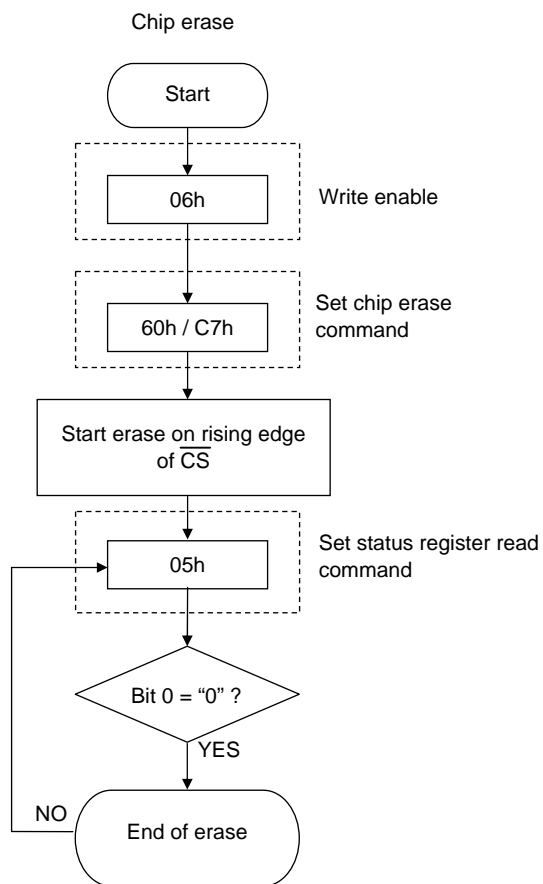 Chip erase
Start
06h
Write enable
60h / C7h
Set chip erase
command
Start erase on rising edge
of C̅S̅
05h
Set status register read
command
Bit 0 = “0” ?
YES
NO
End of erase